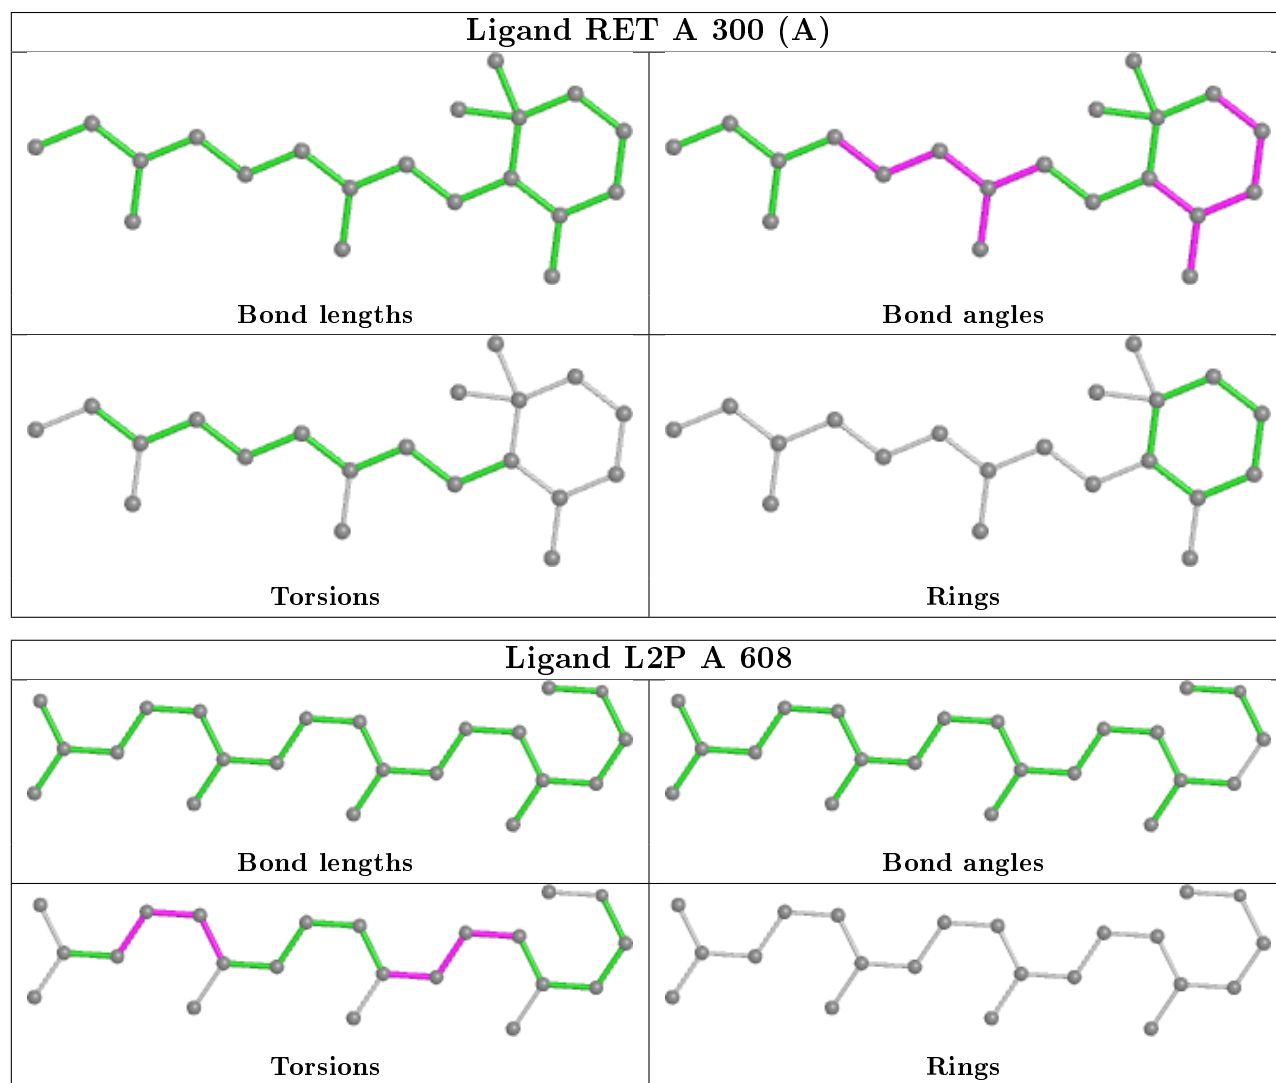 Ligand RET A 300 (A)
Bond lengths
Bond angles
Torsions
Rings
Ligand L2P A 608
Bond lengths
Bond angles
Torsions
Rings